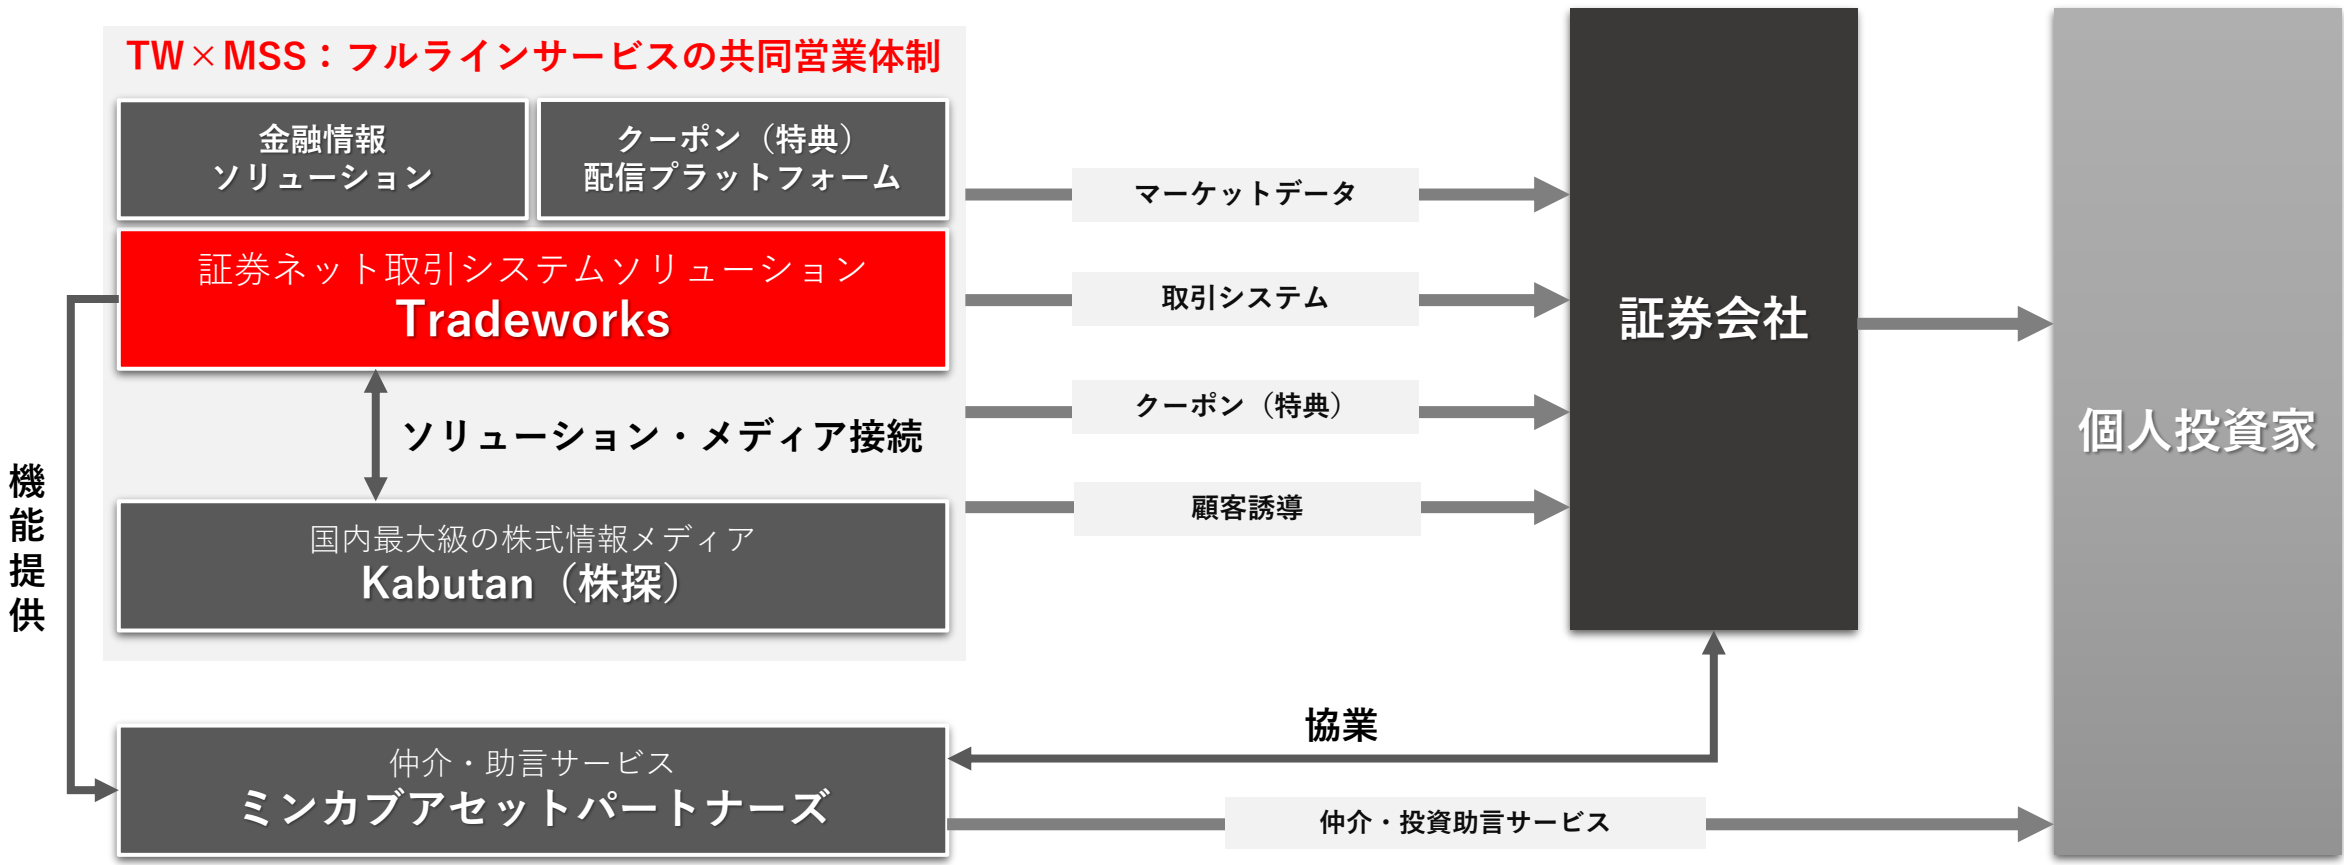 TW×MSS：フルラインサービスの共同営業体制
金融情報
ソリューション
クーポン（特典）
配信プラットフォーム
証券ネット取引システムソリューション
Tradeworks
ソリューション・メディア接続
国内最大級の株式情報メディア
Kabutan（株探）
機能提供
仲介・助言サービス
ミンカブアセットパートナーズ
マーケットデータ
取引システム
クーポン（特典）
顧客誘導
証券会社
個人投資家
協業
仲介・投資助言サービス